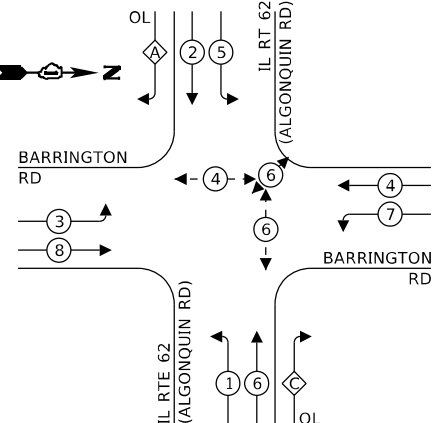 OL
A
2
5
IL RT 62
(ALGONQUIN RD)
N
BARRINGTON
RD
4
6
4
3
7
6
8
BARRINGTON
RD
IL RTE 62
(ALGONQUIN RD)
1
6
C
OL